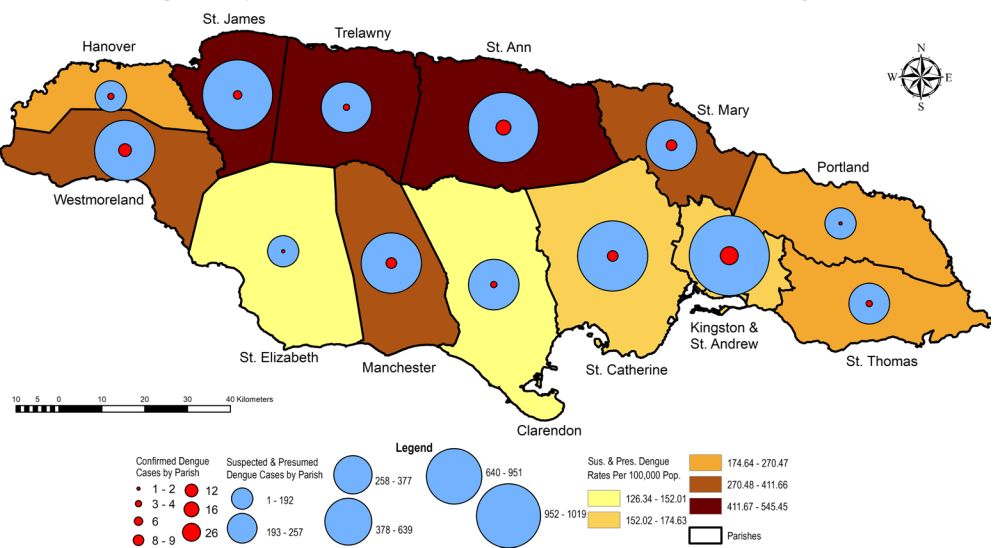 St. James
Trelawny
St. Ann
Hanover
N
W
E
S
St. Mary
Portland
Westmoreland
Kingston &
St. Andrew
St. Elizabeth
Manchester
St. Catherine
St. Thomas
Clarendon
10 5 0 10 20 30 40 Kilometers
Legend
Confirmed Dengue
Cases by Parish
1 - 2
3 - 4
6
8 - 9
12
16
26
Suspected & Presumed
Dengue Cases by Parish
1 - 192
193 - 257
258 - 377
378 - 639
640 - 951
952 - 1019
Sus. & Pres. Dengue
Rates Per 100,000 Pop.
126.34 - 152.01
152.02 - 174.63
174.64 - 270.47
270.48 - 411.66
411.67 - 545.45
Parishes